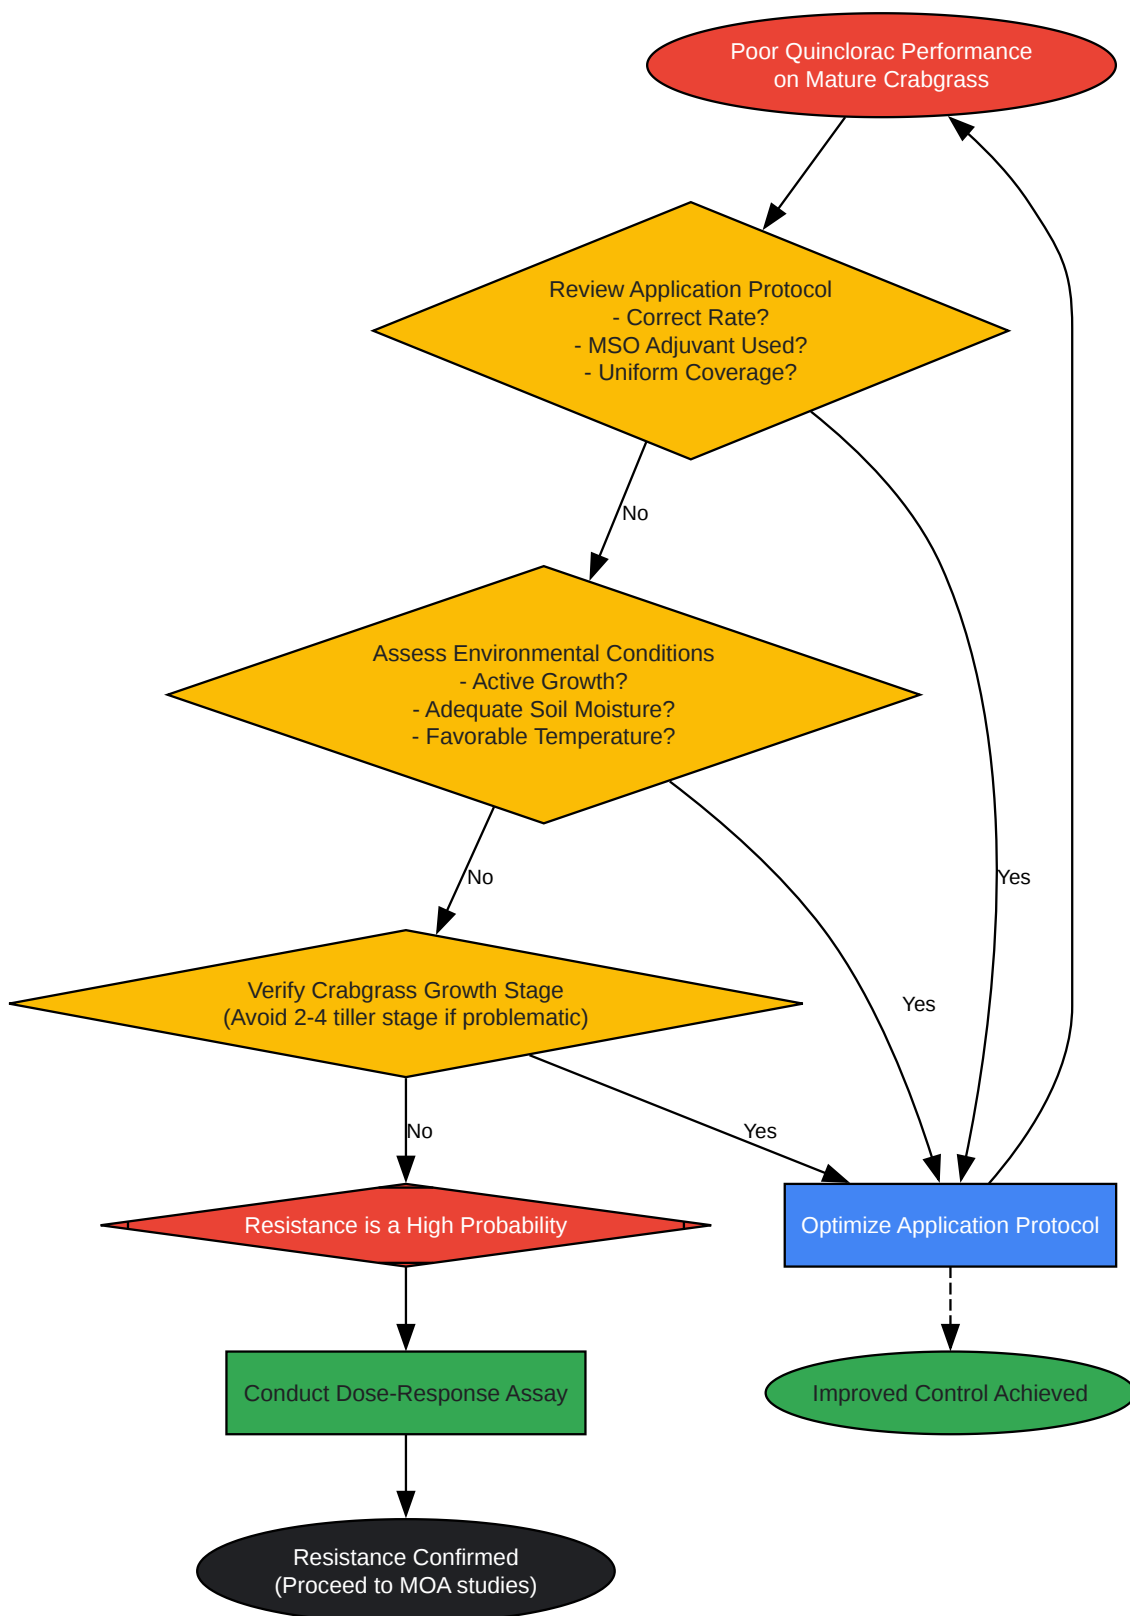 Poor Quinclorac Performance
on Mature Crabgrass
Review Application Protocol
- Correct Rate?
- MSO Adjuvant Used?
- Uniform Coverage?
No
Assess Environmental Conditions
- Active Growth?
- Adequate Soil Moisture?
- Favorable Temperature?
No
Yes
Verify Crabgrass Growth Stage
(Avoid 2-4 tiller stage if problematic)
Yes
No
Yes
Resistance is a High Probability
Optimize Application Protocol
Conduct Dose-Response Assay
Improved Control Achieved
Resistance Confirmed
(Proceed to MOA studies)